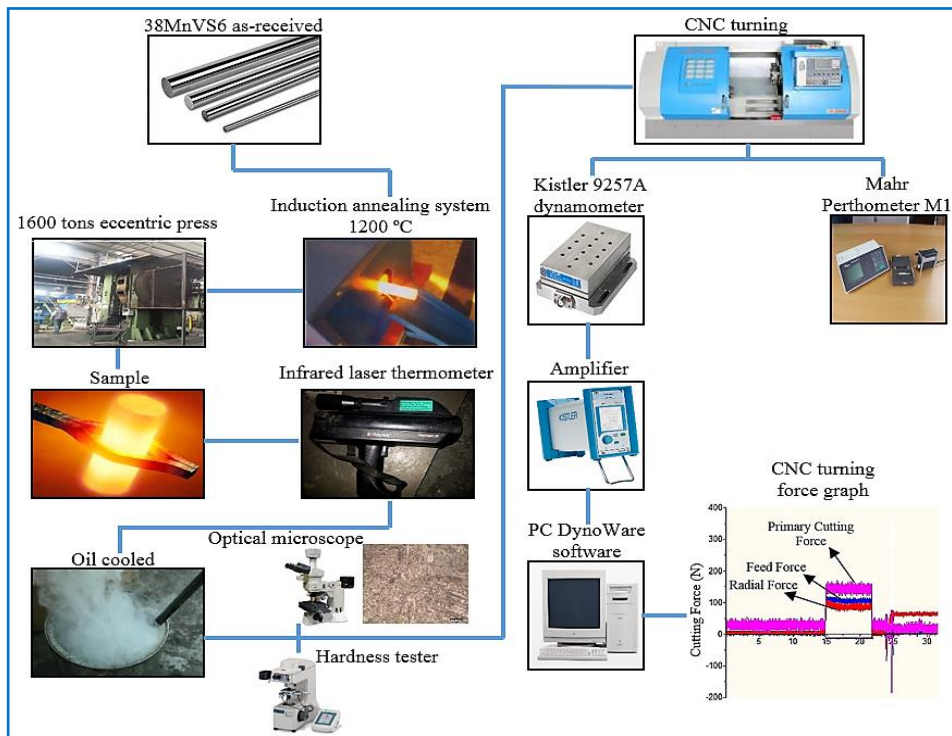 38MnVS6 as-received
CNC turning
Induction annealing system
1200 ºC
1600 tons eccentric press
Kistler 9257A
dynamometer
Mahr
Perthometer M1
Sample
Infrared laser thermometer
Amplifier
KISTLER
Oil cooled
Optical microscope
Hardness tester
PC DynoWare
software
CNC turning
force graph
Cutting Force (N)
400
300
200
100
0
-100
-200
Primary Cutting
Force
Feed Force
Radial Force
5
10
15
20
25
30